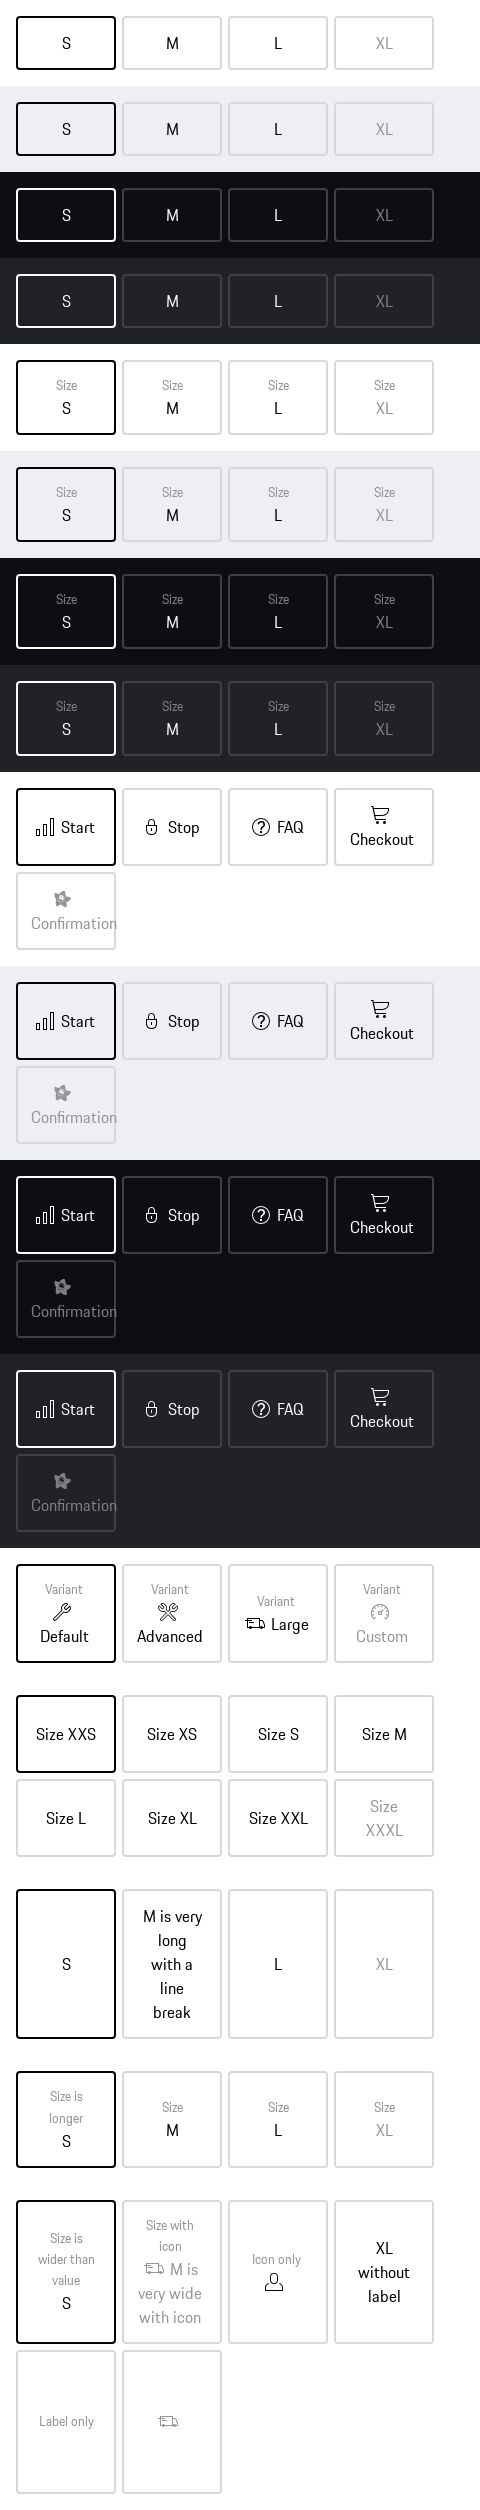 S M L XL
S M L XL
S M L XL
S M L XL
Size Size Size Size
S M L XL
Size Size Size Size
S M L XL
Size Size Size Size
S M L XL
Size Size Size Size
S M L XL
Start Stop FAQ Checkout
Confirmation
Start Stop FAQ Checkout
Confirmation
Start Stop FAQ Checkout
Confirmation
Start Stop FAQ Checkout
Confirmation
Variant
Default
Variant
Advanced
Variant
Large
Variant
Custom
Size XXS Size XS Size S Size M
Size L Size XL Size XXL Size
XXXL
S
M is very
long
with a
line
break
L
XL
Size is
longer
S
Size
M
Size
L
Size
XL
Size is
wider than
value
S
Size with
icon
M is
very wide
with icon
Icon only
XL
without
label
Label only